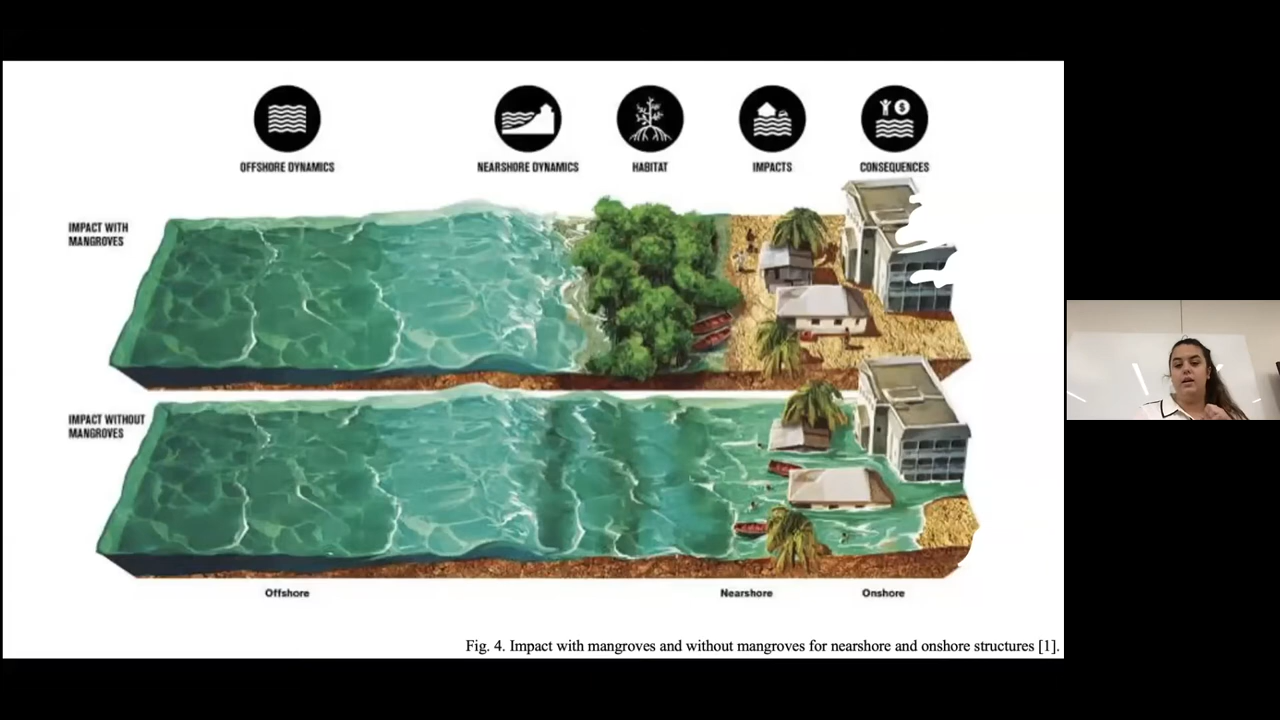 OFFSHORE DYNAMICS
NEARSHORE DYNAMICS
HABITAT
IMPACTS
CONSEQUENCES
IMPACT WITH
MANGROVES
IMPACT WITHOUT
MANGROVES
Offshore
Nearshore
Onshore
Fig. 4. Impact with mangroves and without mangroves for nearshore and onshore structures [1].